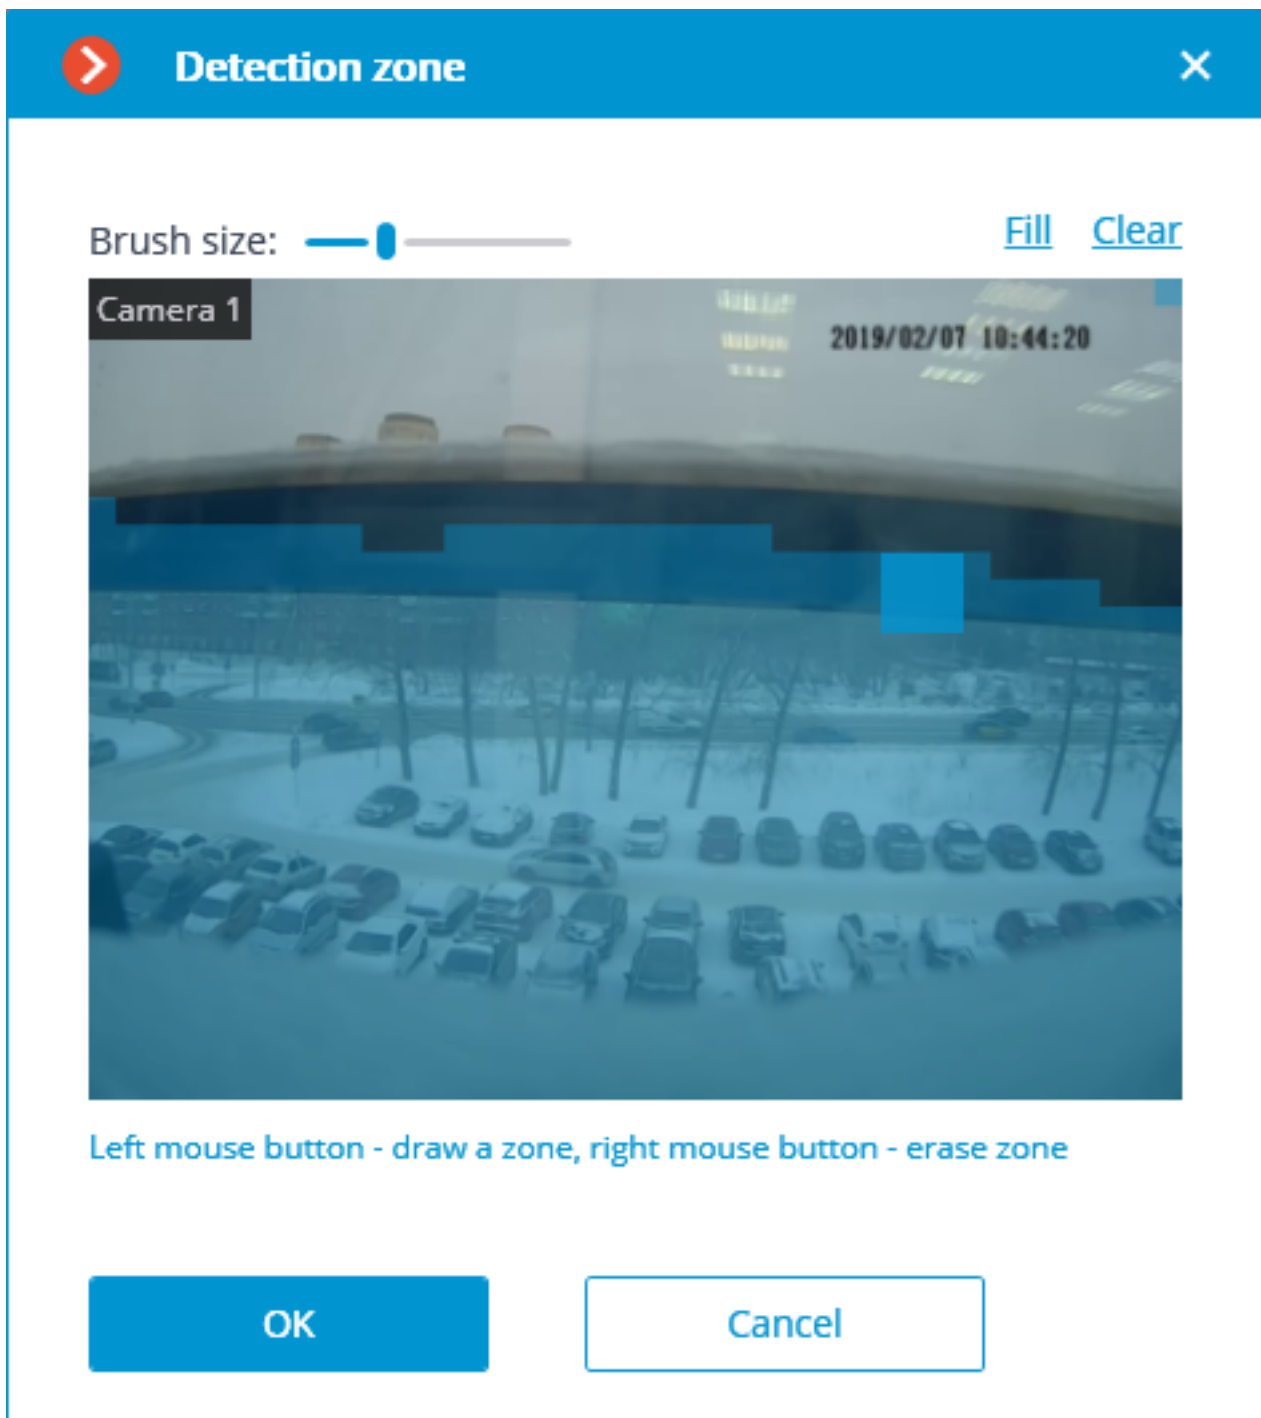 Detection zone
Brush size:
Fill Clear
Camera 1
2019/02/07 10:44:20
Left mouse button - draw a zone, right mouse button - erase zone
OK
Cancel